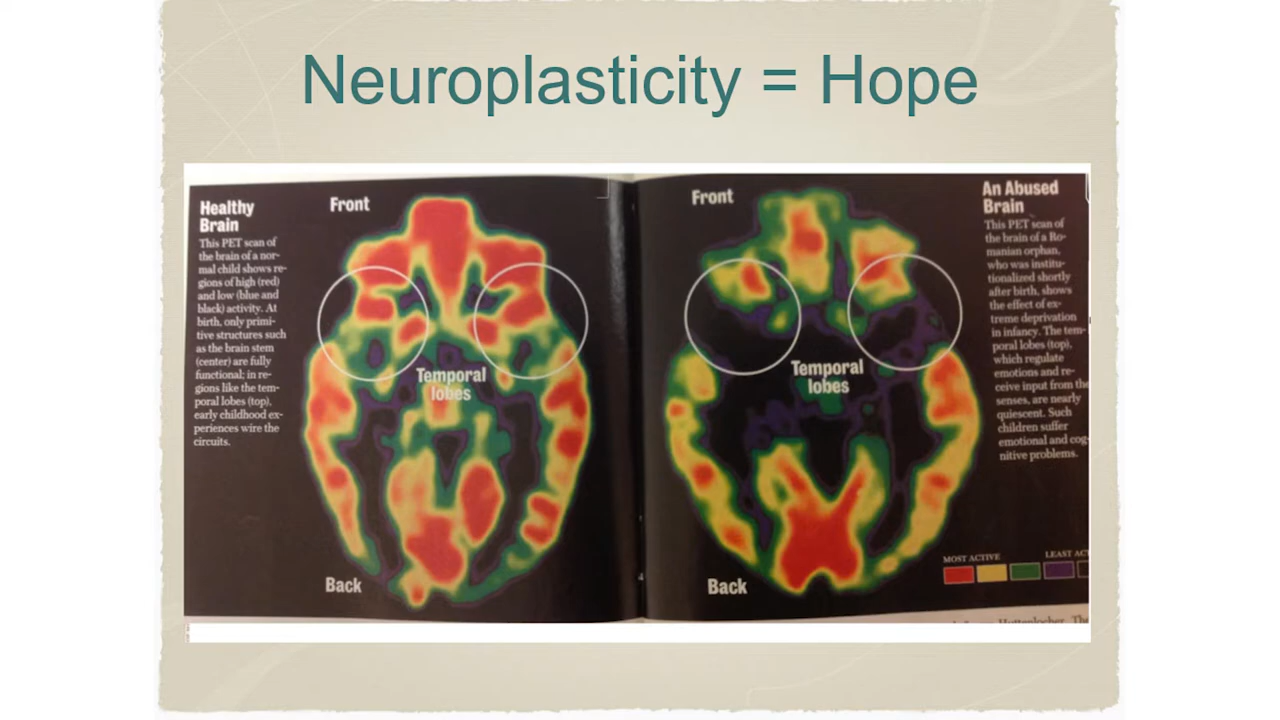 Neuroplasticity = Hope
Healthy
Brain
This PET scan of
the brain of a nor-
mal child shows re-
gions of high (red)
and low (blue and
black) activity. At
birth, only primi-
tive structures such
as the brain stem
(center) are fully
functional; in re-
gions like the tem-
poral lobes (top),
early childhood ex-
periences wire the
circuits.
Front
Temporal
lobes
Back
Front
Temporal
lobes
Back
An Abused
Brain
This PET scan of
the brain of a Ro-
manian orphan,
who was institu-
tionalized shortly
after birth, shows
the effect of ex-
treme deprivation
in infancy. The tem-
poral lobes (top),
which regulate
emotions and re-
ceive input from the
senses, are nearly
quiescent. Such
children suffer
emotional and cog-
nitive problems.
MOST ACTIVE
LEAST AC